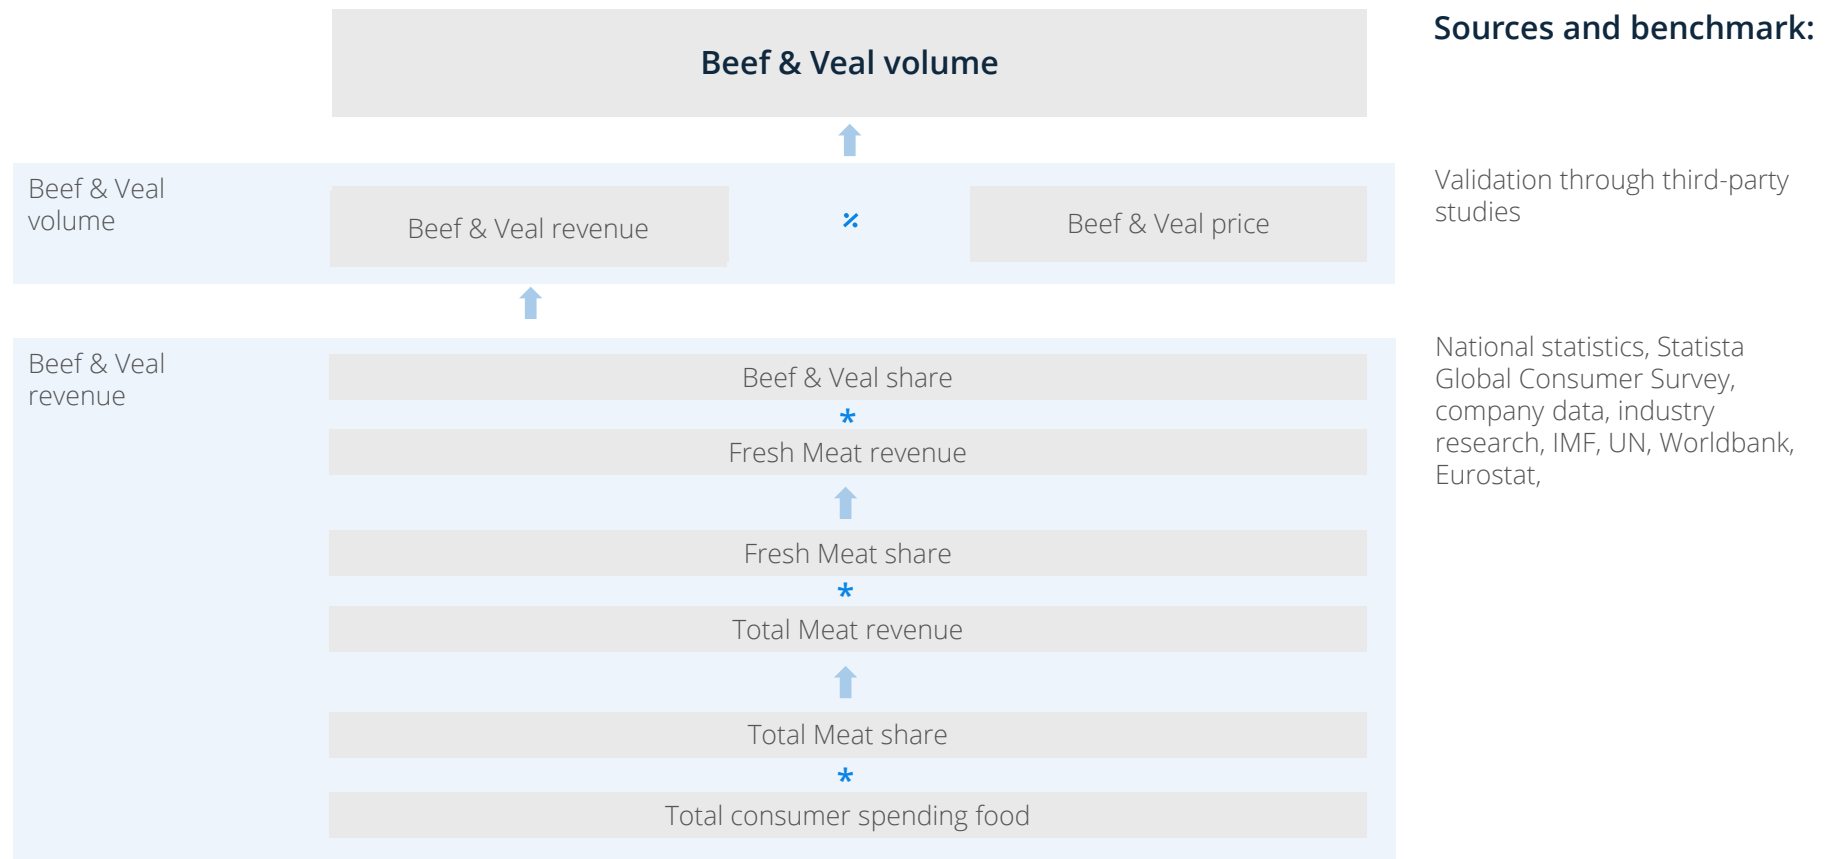 Beef & Veal volume
Sources and benchmark:
Beef & Veal
volume
Beef & Veal revenue
٪
Beef & Veal price
Validation through third-party
studies
Beef & Veal
revenue
Beef & Veal share
*
Fresh Meat revenue
Fresh Meat share
*
Total Meat revenue
Total Meat share
*
Total consumer spending food
National statistics, Statista
Global Consumer Survey,
company data, industry
research, IMF, UN, Worldbank,
Eurostat,